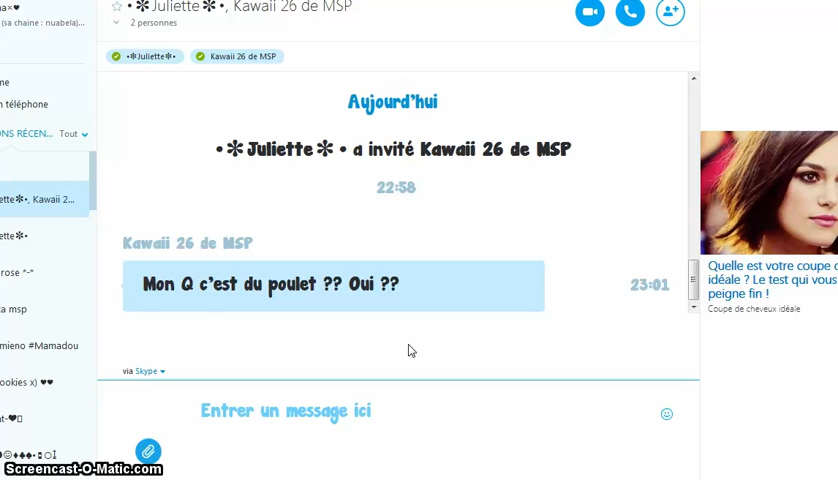 a×♥
(sa chaine : nuabela)...
me
n téléphone
ONS RÉCEN...
Tout
ette✼•, Kawaii 2...
ette✼•
rose *-*
ta msp
mieno #Mamadou
ookies x) ♥♥
☆ •✼Juliette✼•, Kawaii 26 de MSP
2 personnes
•✼Juliette✼•
Kawaii 26 de MSP
Aujourd'hui
•✼Juliette✼• a invité Kawaii 26 de MSP
22:58
Kawaii 26 de MSP
Mon Q c'est du poulet ?? Oui ??
23:01
via Skype
Entrer un message ici
Quelle est votre coupe d
idéale ? Le test qui vous
peigne fin !
Coupe de cheveux idéale
Screencast-O-Matic.com